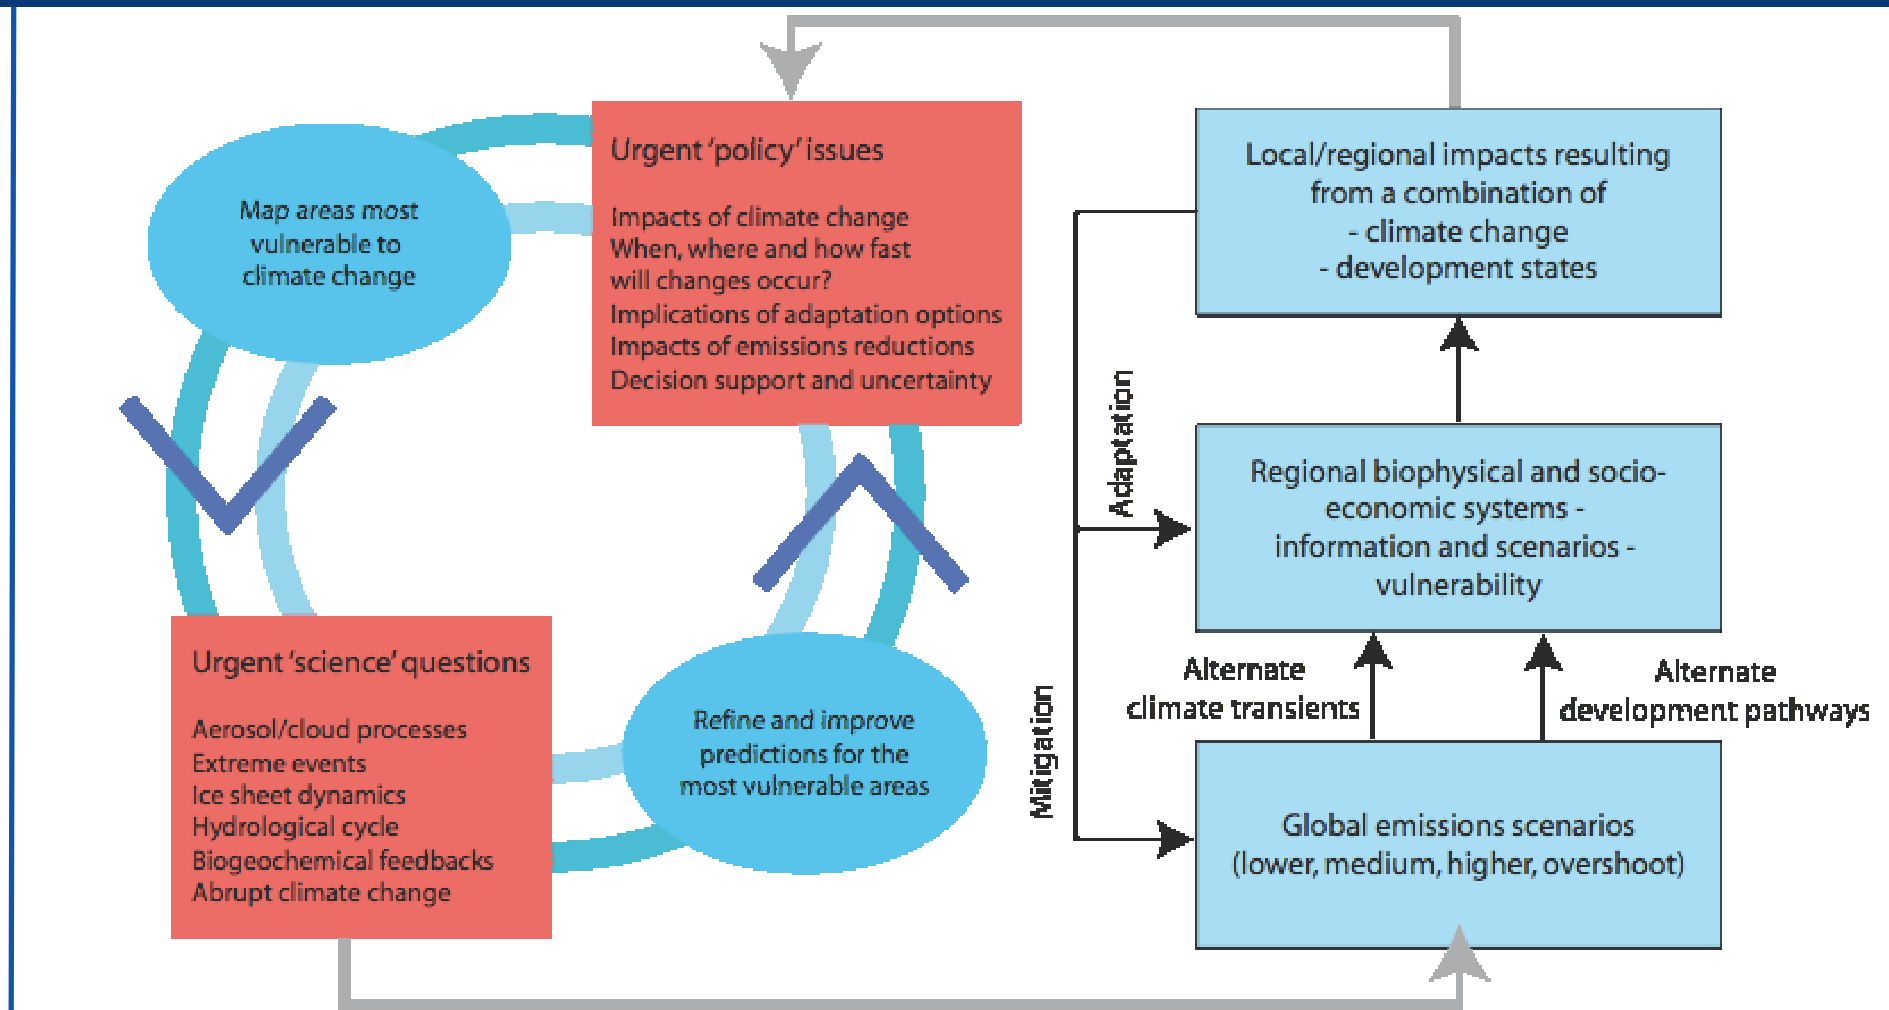 Map areas most
vulnerable to
climate change
Urgent 'policy' issues
Impacts of climate change
When, where and how fast
will changes occur?
Implications of adaptation options
Impacts of emissions reductions
Decision support and uncertainty
Urgent 'science' questions
Aerosol/cloud processes
Extreme events
Ice sheet dynamics
Hydrological cycle
Biogeochemical feedbacks
Abrupt climate change
Refine and improve
predictions for the
most vulnerable areas
Local/regional impacts resulting
from a combination of
- climate change
- development states
Adaptation
Regional biophysical and socio-
economic systems -
information and scenarios -
vulnerability
Mitigation
Alternate
climate transients
Alternate
development pathways
Global emissions scenarios
(lower, medium, higher, overshoot)